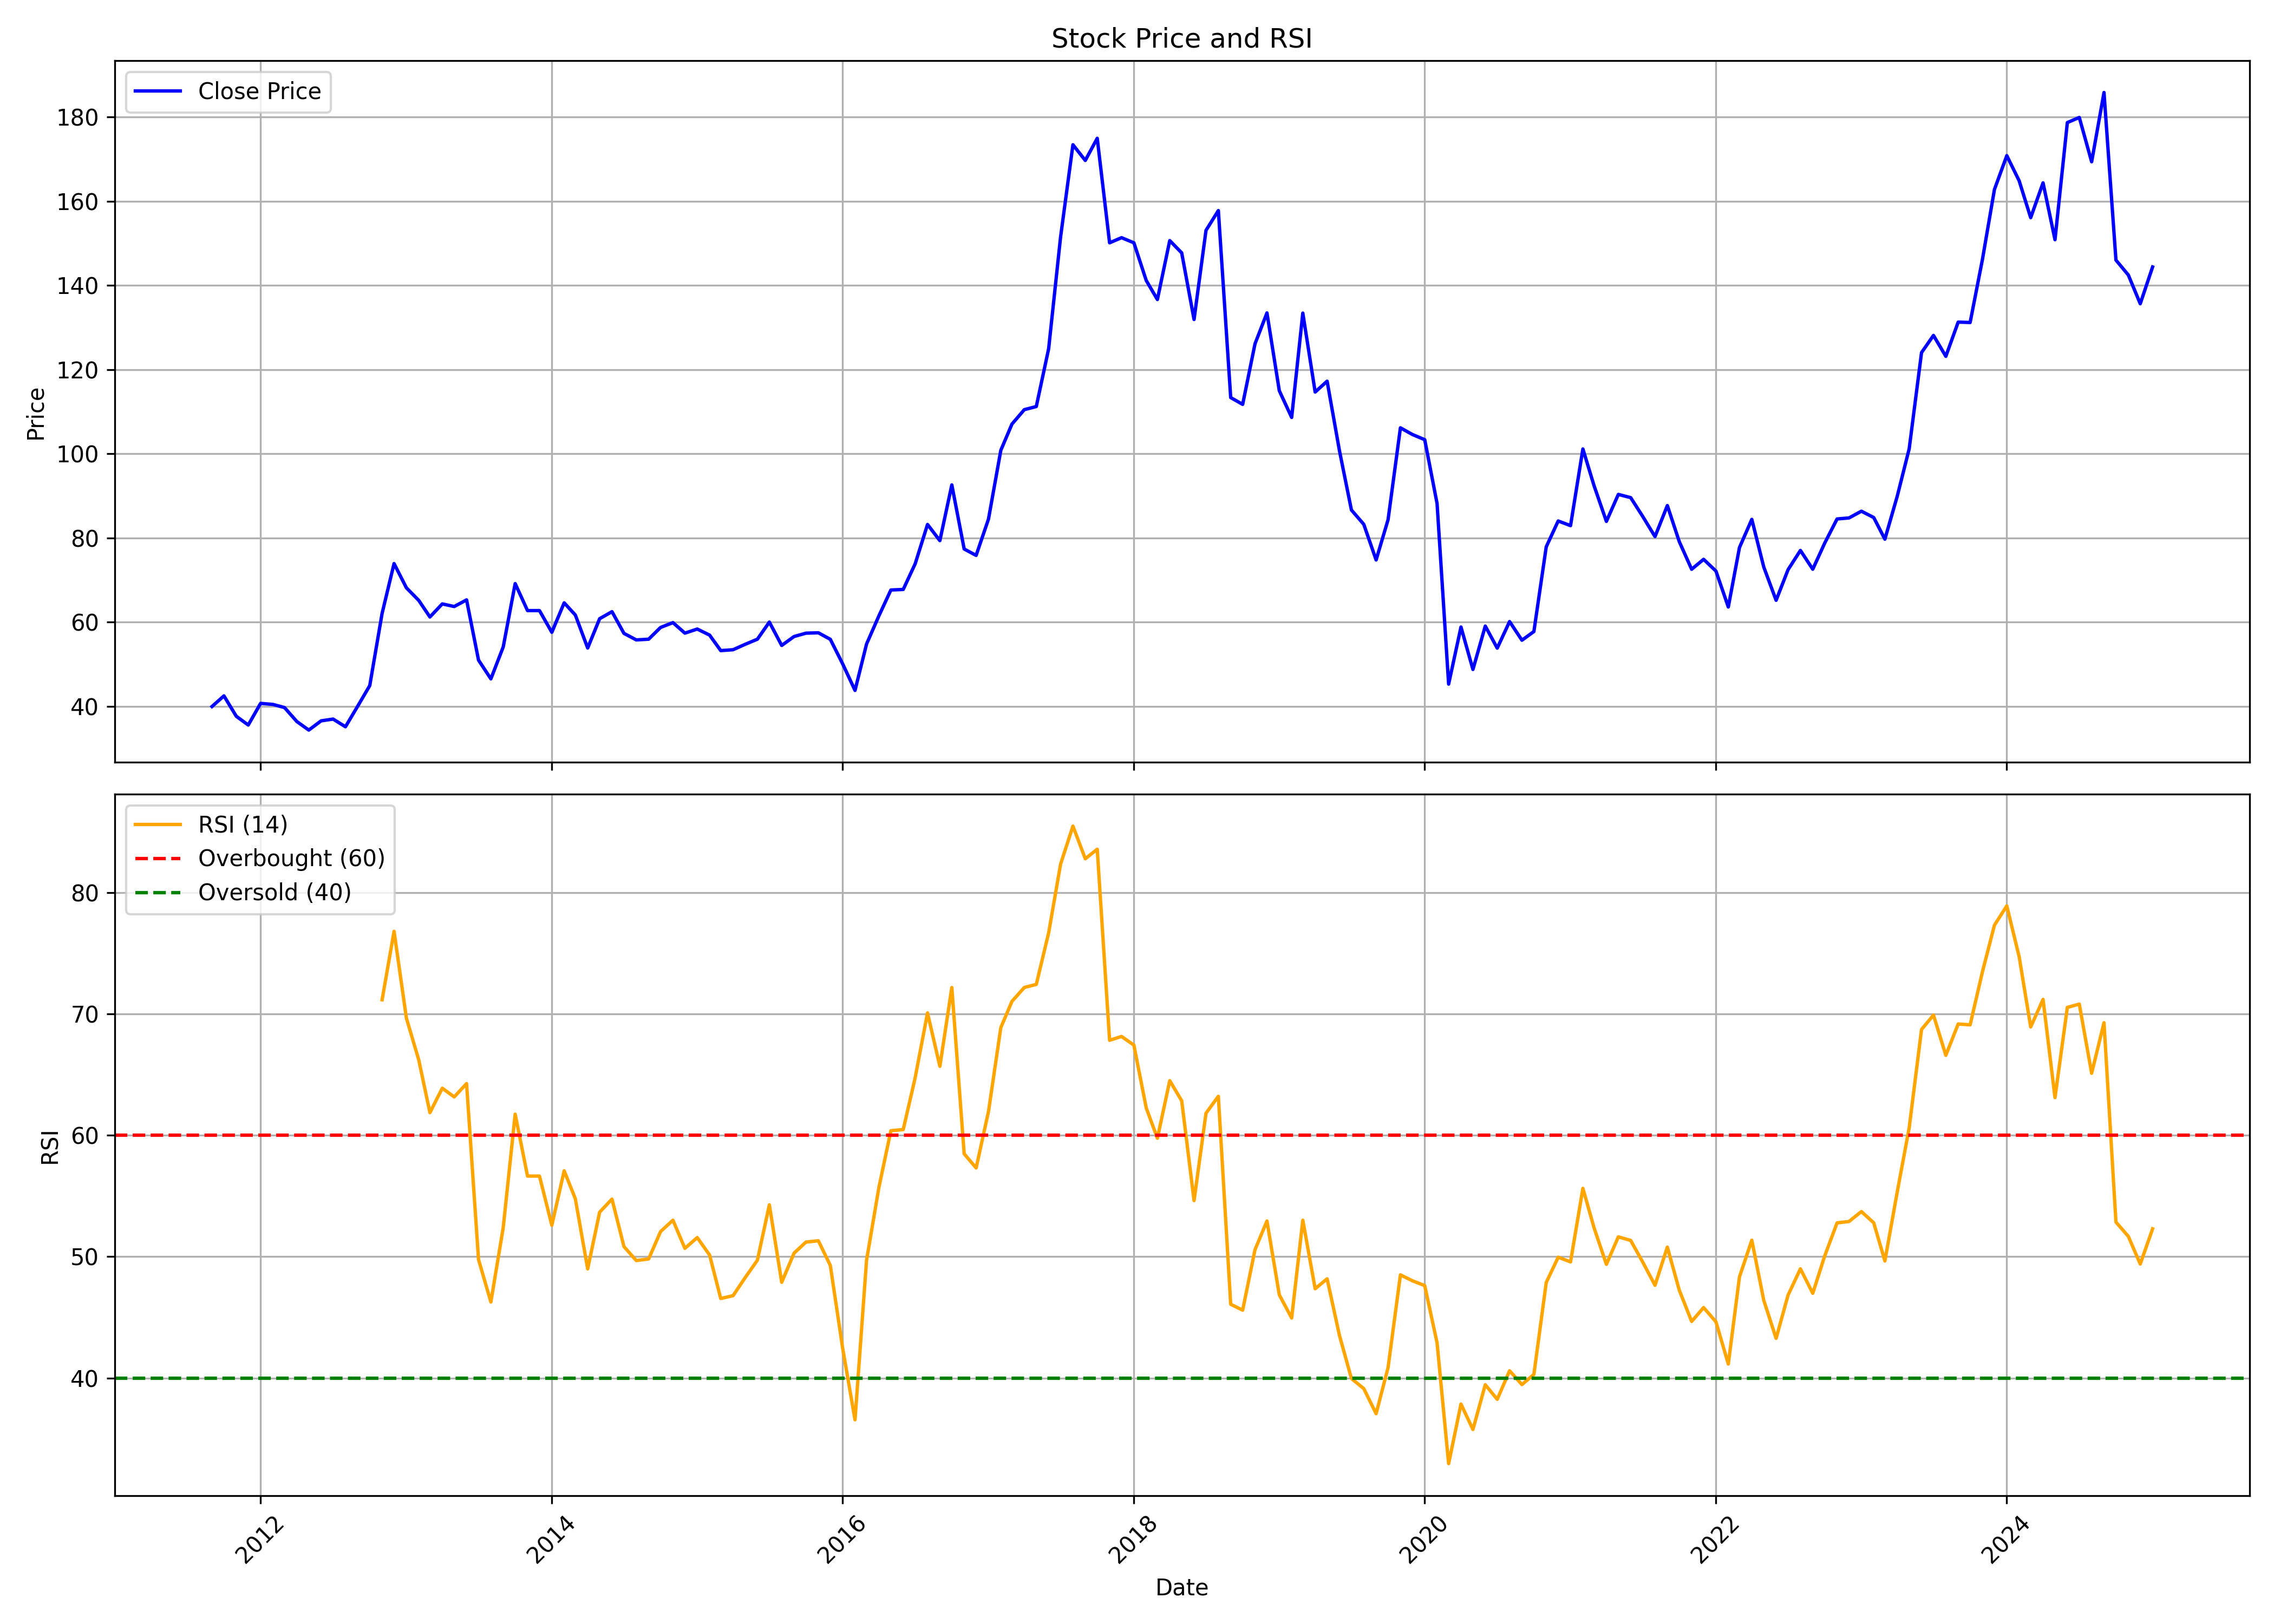 Stock Price and RSI
Close Price
180
160
140
120
100
80
60
40
Price
RSI (14)
Overbought (60)
Oversold (40)
80
70
60
50
40
RSI
2012
2014
2016
2018
2020
2022
2024
Date